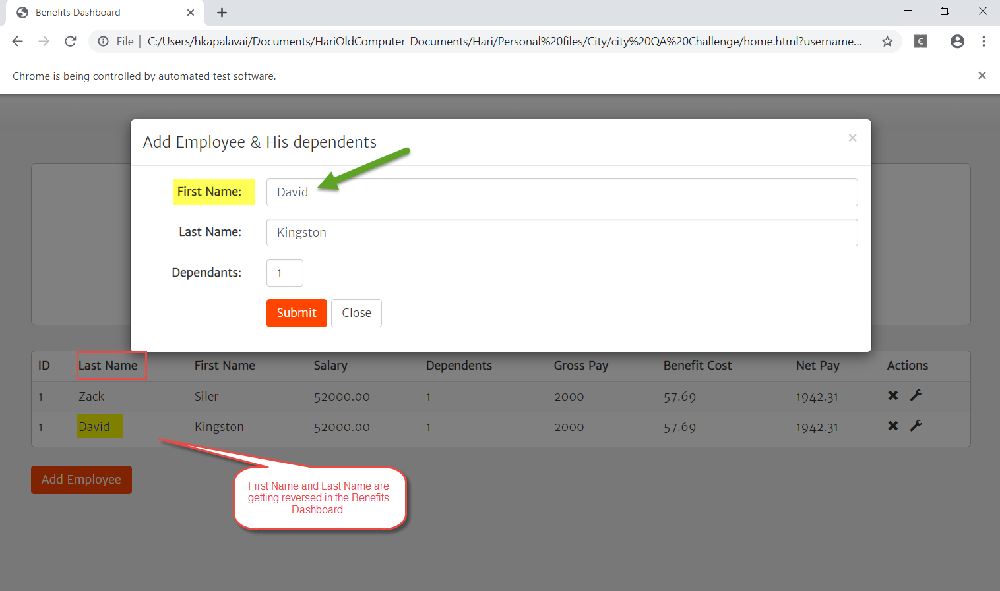 Benefits Dashboard
File | C:/Users/hkapalavai/Documents/HariOldComputer-Documents/Hari/Personal%20files/City/city%20QA%20Challenge/home.html?username...
C
Chrome is being controlled by automated test software.
Add Employee & His dependents
First Name: David
Last Name: Kingston
Dependants: 1
Submit Close
ID Last Name First Name Salary Dependents Gross Pay Benefit Cost Net Pay Actions
1 Zack Siler 52000.00 1 2000 57.69 1942.31
1 David Kingston 52000.00 1 2000 57.69 1942.31
Add Employee
First Name and Last Name are
getting reversed in the Benefits
Dashboard.